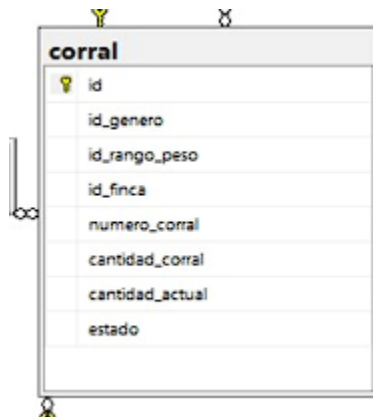 corral
id
id_genero
id_rango_peso
id_finca
numero_corral
cantidad_corral
cantidad_actual
estado